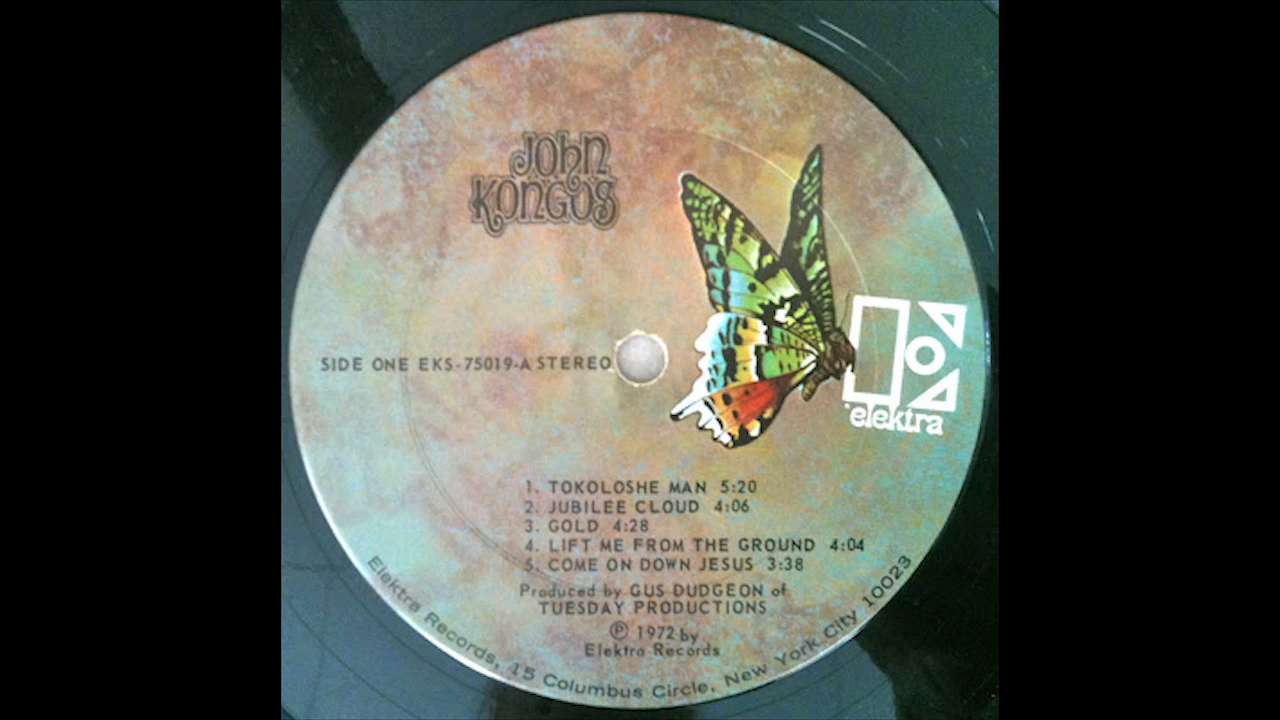 JOHN
KONGOS
SIDE ONE EKS-75019-A STEREO
elektra
1. TOKOLOSHE MAN 5:20
2. JUBILEE CLOUD 4:06
3. GOLD 4:28
4. LIFT ME FROM THE GROUND 4:04
5. COME ON DOWN JESUS 3:38
Produced by GUS DUDGEON of
TUESDAY PRODUCTIONS
℗ 1972 by
Elektra Records
Elektra Records, 15 Columbus Circle, New York City 10023